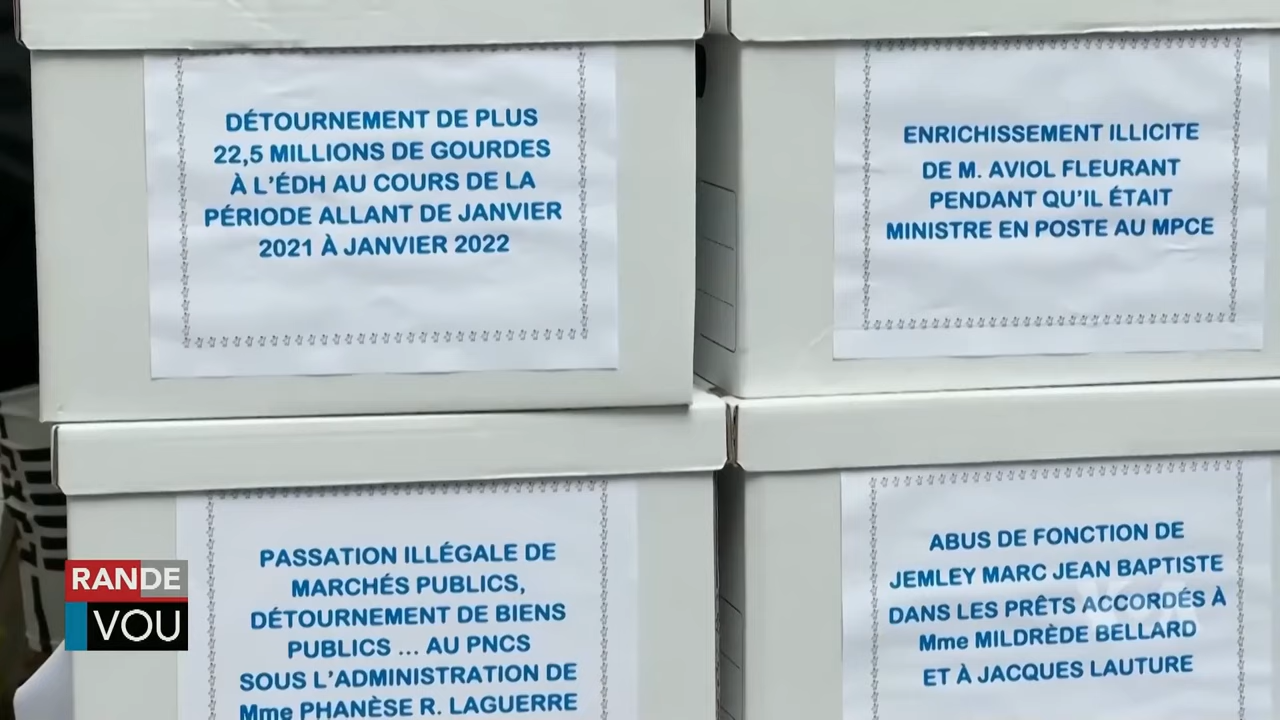 DÉTOURNEMENT DE PLUS
22,5 MILLIONS DE GOURDES
À L'ÉDH AU COURS DE LA
PÉRIODE ALLANT DE JANVIER
2021 À JANVIER 2022
ENRICHISSEMENT ILLICITE
DE M. AVIOL FLEURANT
PENDANT QU'IL ÉTAIT
MINISTRE EN POSTE AU MPCE
PASSATION ILLÉGALE DE
MARCHÉS PUBLICS,
DÉTOURNEMENT DE BIENS
PUBLICS ... AU PNCS
SOUS L'ADMINISTRATION DE
Mme PHANÈSE R. LAGUERRE
ABUS DE FONCTION DE
JEMLEY MARC JEAN BAPTISTE
DANS LES PRÊTS ACCORDÉS À
Mme MILDRÈDE BELLARD
ET À JACQUES LAUTURE
RANDE
VOU
VOA